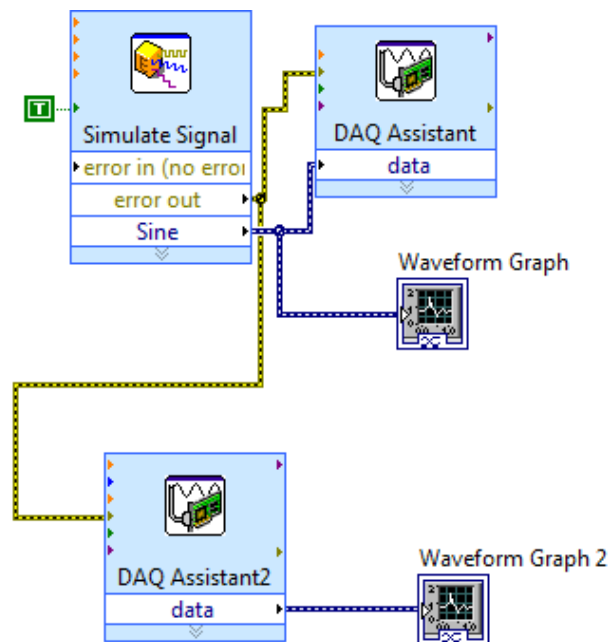 T
Simulate Signal
error in (no erro
error out
Sine
DAQ Assistant
data
Waveform Graph
DAQ Assistant2
data
Waveform Graph 2